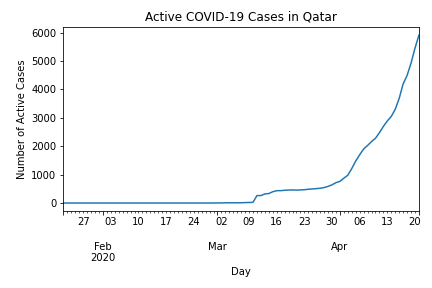 Active COVID-19 Cases in Qatar
Number of Active Cases
6000
5000
4000
3000
2000
1000
0
27 03 10 17 24 02 09 16 23 30 06 13 20
Feb Mar Apr
2020
Day